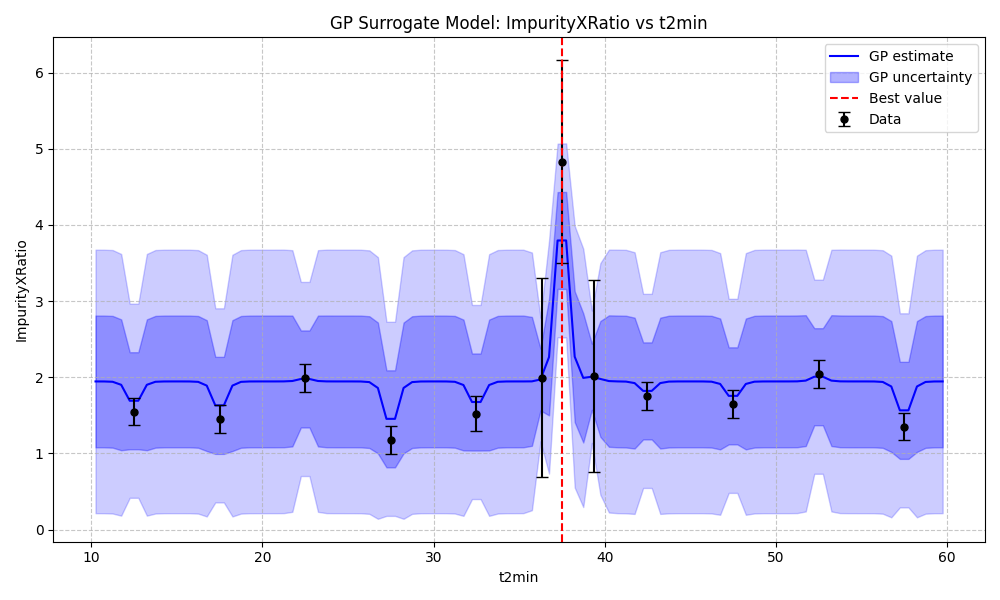 GP Surrogate Model: ImpurityXRatio vs t2min
GP estimate
GP uncertainty
Best value
Data
ImpurityXRatio
6
5
4
3
2
1
0
10 20 30 40 50 60
t2min